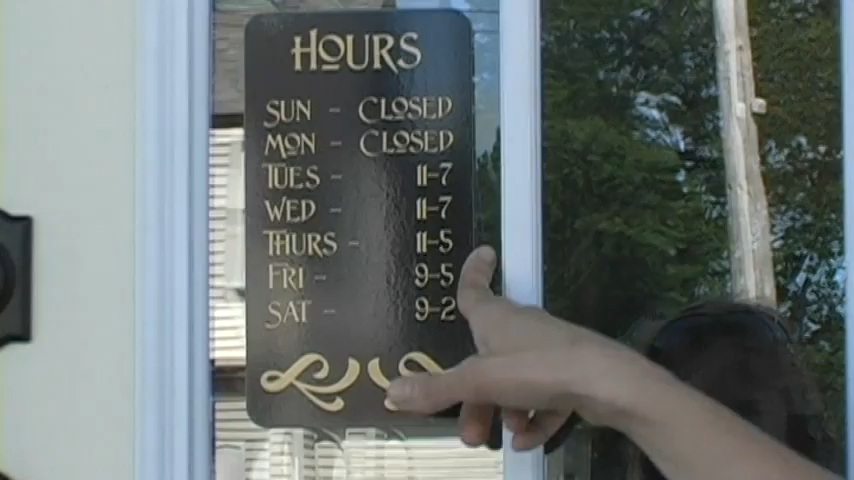 HOURS
SUN - CLOSED
MON - CLOSED
TUES - 11-7
WED - 11-7
THURS - 11-5
FRI - 9-5
SAT - 9-2